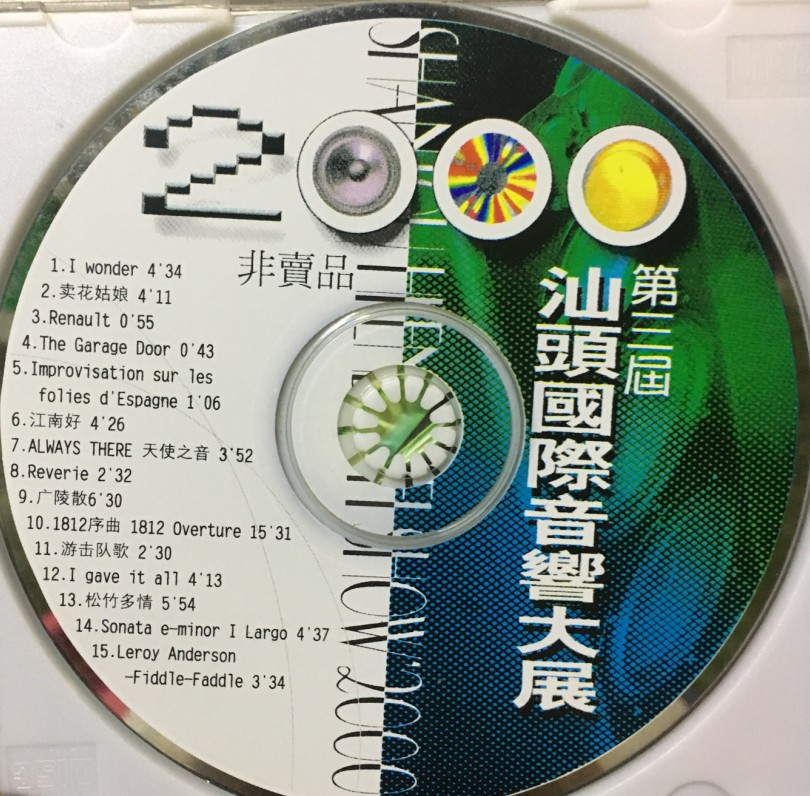 2000
非賣品
第三屆
汕頭國際音響大展
1.I wonder 4'34
2.卖花姑娘 4'11
3.Renault 0'55
4.The Garage Door 0'43
5.Improvisation sur les
folies d'Espagne 1'06
6.江南好 4'26
7.ALWAYS THERE 天使之音 3'52
8.Reverie 2'32
9.广陵散6'30
10.1812序曲 1812 Overture 15'31
11.游击队歌 2'30
12.I gave it all 4'13
13.松竹多情 5'54
14.Sonata e-minor I Largo 4'37
15.Leroy Anderson
-Fiddle-Faddle 3'34